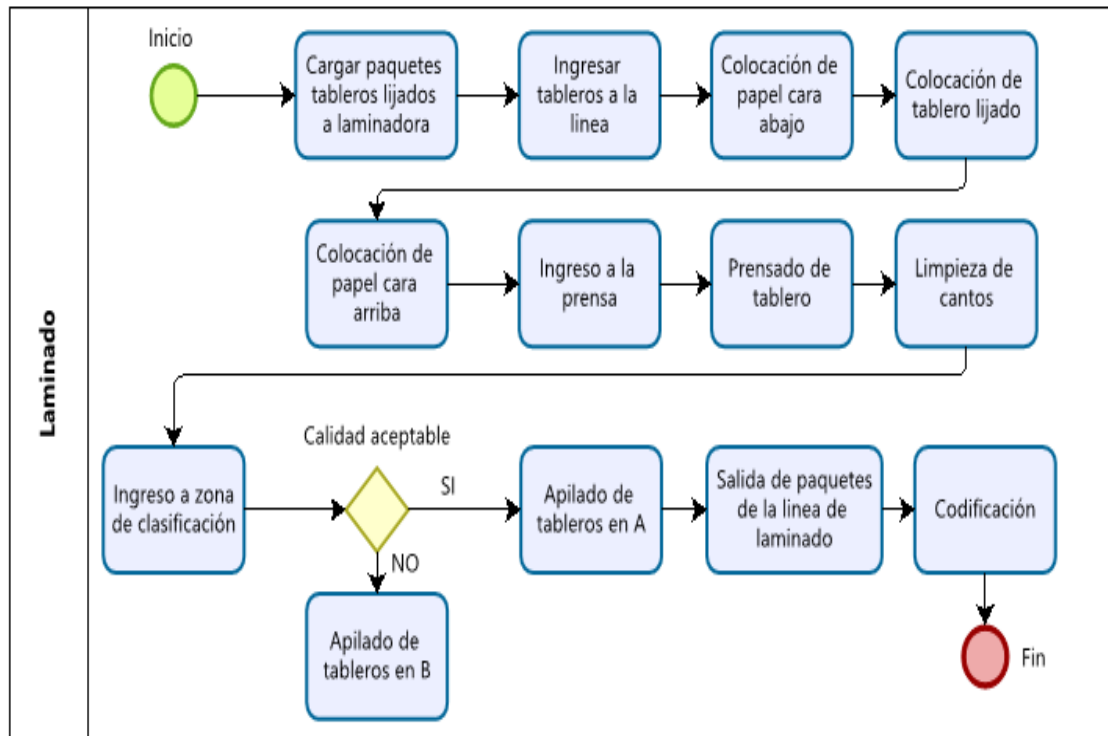 Laminado
Inicio
Cargar paquetes
tableros lijados
a laminadora
Ingresar
tableros a la
linea
Colocación de
papel cara
abajo
Colocación de
tablero lijado
Colocación de
papel cara
arriba
Ingreso a la
prensa
Prensado de
tablero
Limpieza de
cantos
Ingreso a zona
de clasificación
Calidad aceptable
SI
NO
Apilado de
tableros en A
Salida de paquetes
de la linea de
laminado
Codificación
Apilado de
tableros en B
Fin